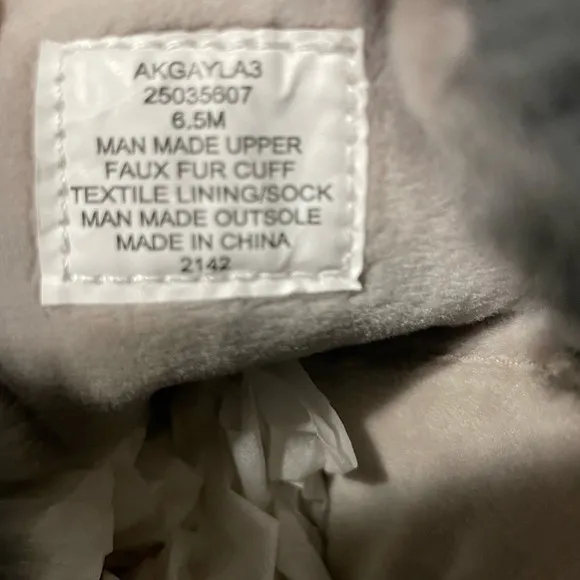 AKGAYLA3
25035607
6.5M
MAN MADE UPPER
FAUX FUR CUFF
TEXTILE LINING/SOCK
MAN MADE OUTSOLE
MADE IN CHINA
2142